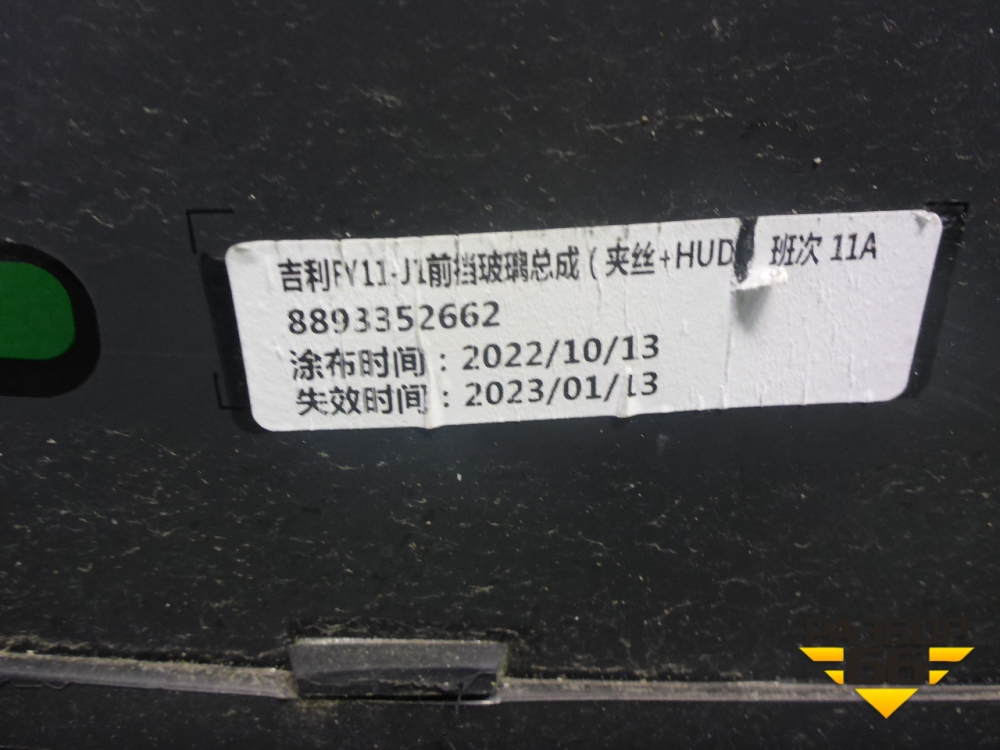 吉利FY11-J1前挡玻璃总成（夹丝+HUD） 班次 11A
8893352662
涂布时间：2022/10/13
失效时间：2023/01/13
66